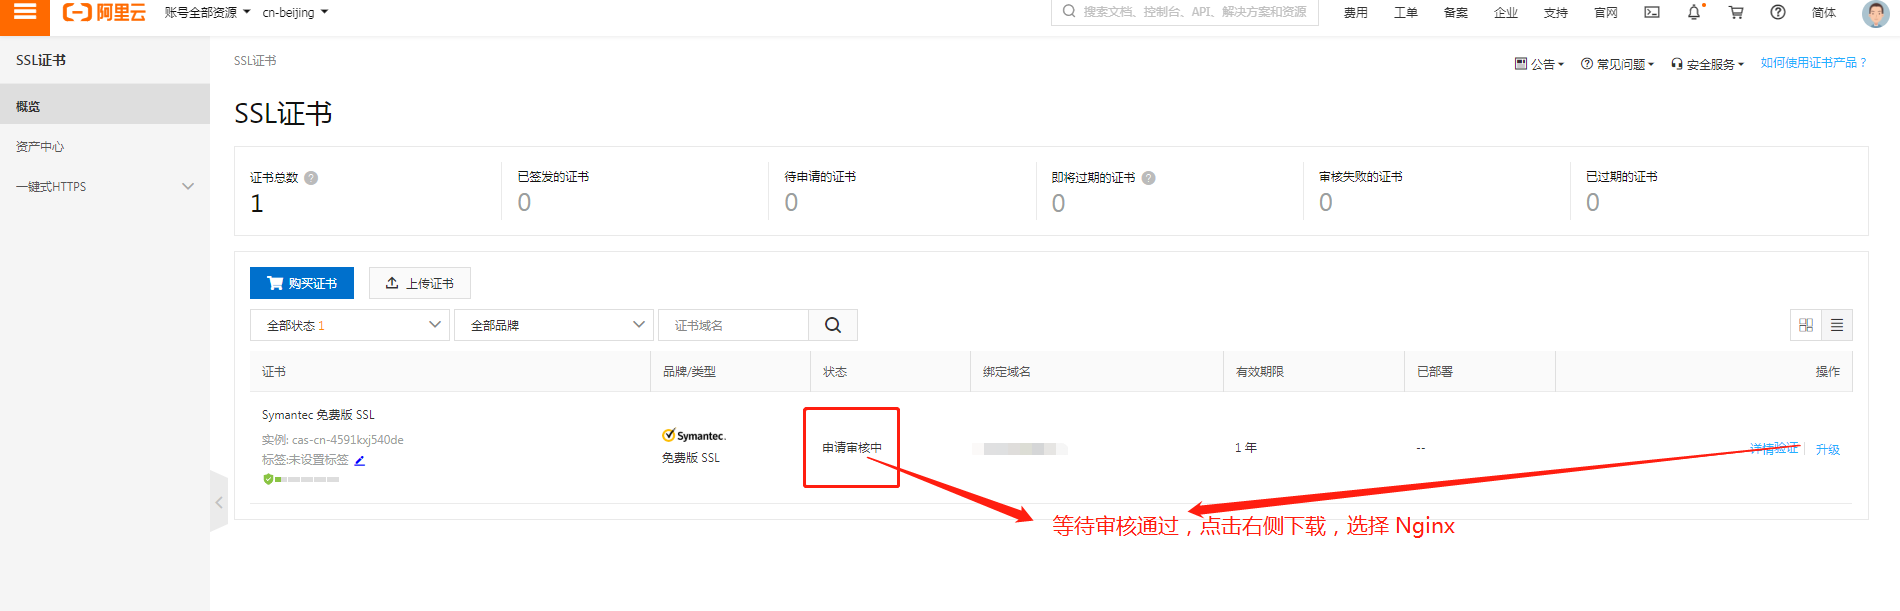 阿里云 账号全部资源 cn-beijing 搜索文档、控制台、API、解决方案和资源 费用 工单 备案 企业 支持 官网 简体
SSL证书
概览
资产中心
一键式HTTPS
SSL证书 公告 常见问题 安全服务 如何使用证书产品？
SSL证书
证书总数 已签发的证书 待申请的证书 即将过期的证书 审核失败的证书 已过期的证书
1 0 0 0 0 0
购买证书 上传证书
全部状态 1 全部品牌 证书域名
证书 品牌/类型 状态 绑定域名 有效期限 已部署 操作
Symantec 免费版 SSL
实例: cas-cn-4591kxj540de
标签:未设置标签
Symantec.
免费版 SSL
申请审核中 1 年 -- 详情 验证 升级
等待审核通过，点击右侧下载，选择 Nginx